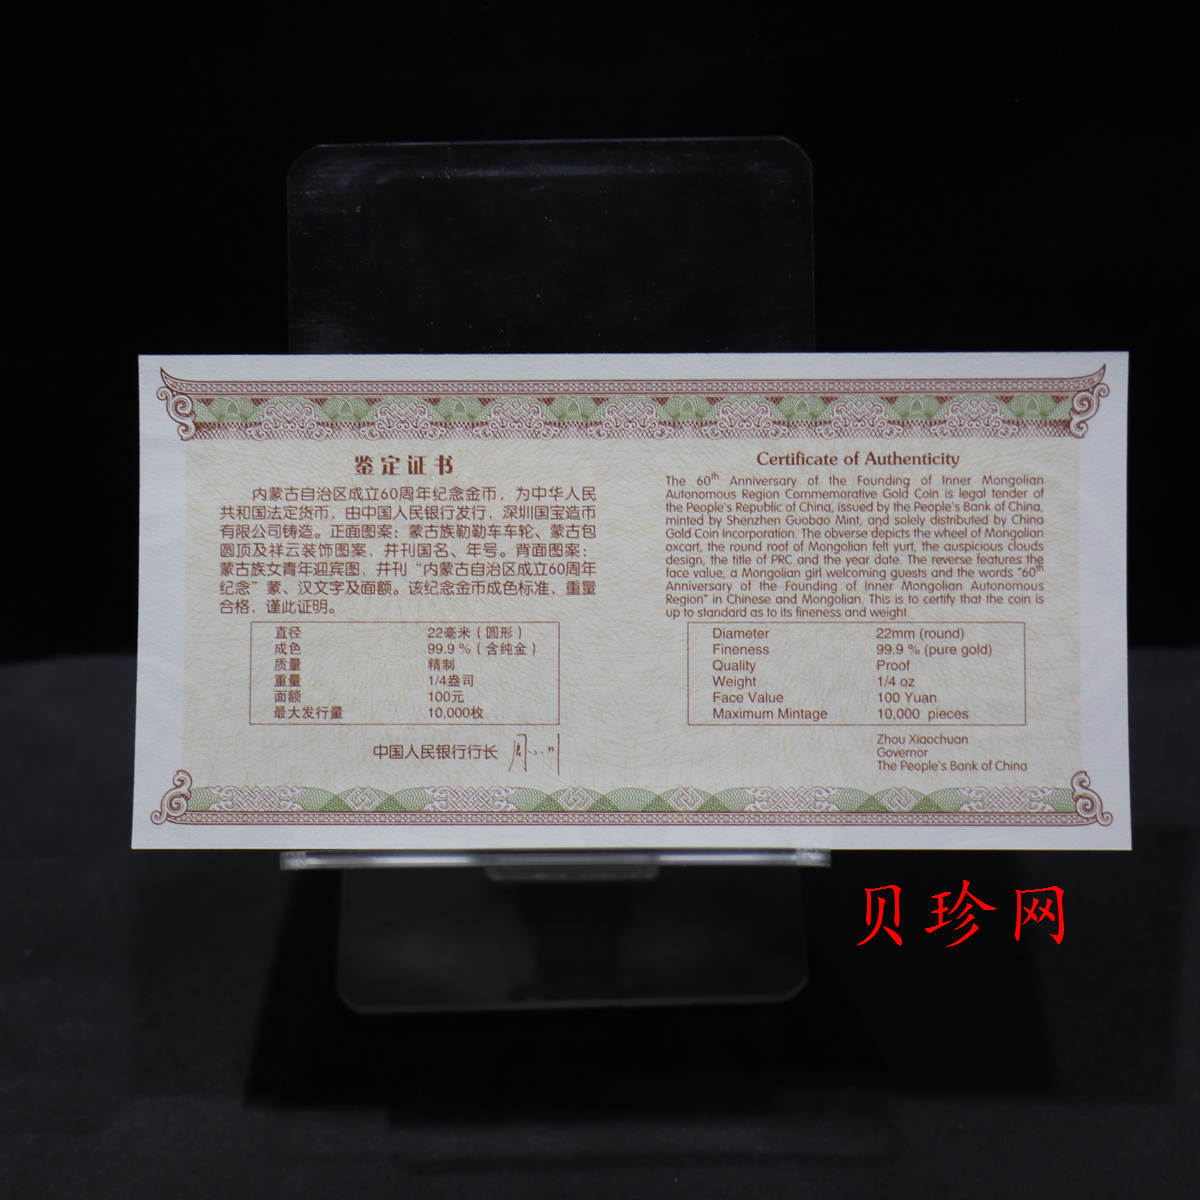 鉴定证书
内蒙古自治区成立60周年纪念金币，为中华人民
共和国法定货币，由中国人民银行发行，深圳国宝造币
有限公司铸造。正面图案：蒙古族勒勒车车轮、蒙古包
圆顶及祥云装饰图案，并刊国名、年号。背面图案：
蒙古族女青年迎宾图，并刊“内蒙古自治区成立60周年
纪念”蒙、汉文字及面额。该纪念金币成色标准，重量
合格，谨此证明。
直径 22毫米（圆形）
成色 99.9％（含纯金）
质量 精制
重量 1/4盎司
面额 100元
最大发行量 10,000枚
中国人民银行行长
Certificate of Authenticity
The 60th Anniversary of the Founding of Inner Mongolian
Autonomous Region Commemorative Gold Coin is legal tender of
the People's Republic of China, issued by the People's Bank of China,
minted by Shenzhen Guobao Mint, and solely distributed by China
Gold Coin Incorporation. The obverse depicts the wheel of Mongolian
oxcart, the round roof of Mongolian felt yurt, the auspicious clouds
design, the title of PRC and the year date. The reverse features the
face value, a Mongolian girl welcoming guests and the words "60th
Anniversary of the Founding of Inner Mongolian Autonomous
Region" in Chinese and Mongolian. This is to certify that the coin is
up to standard as to its fineness and weight.
Diameter 22mm (round)
Fineness 99.9 % (pure gold)
Quality Proof
Weight 1/4 oz
Face Value 100 Yuan
Maximum Mintage 10,000 pieces
Zhou Xiaochuan
Governor
The People's Bank of China
贝珍网